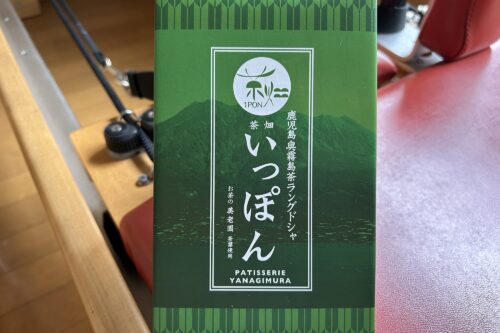 1PON
鹿児島奥霧島茶ラングドシャ
茶畑
いっぽん
お茶の美老園茶葉使用
PATISSERIE
YANAGIMURA